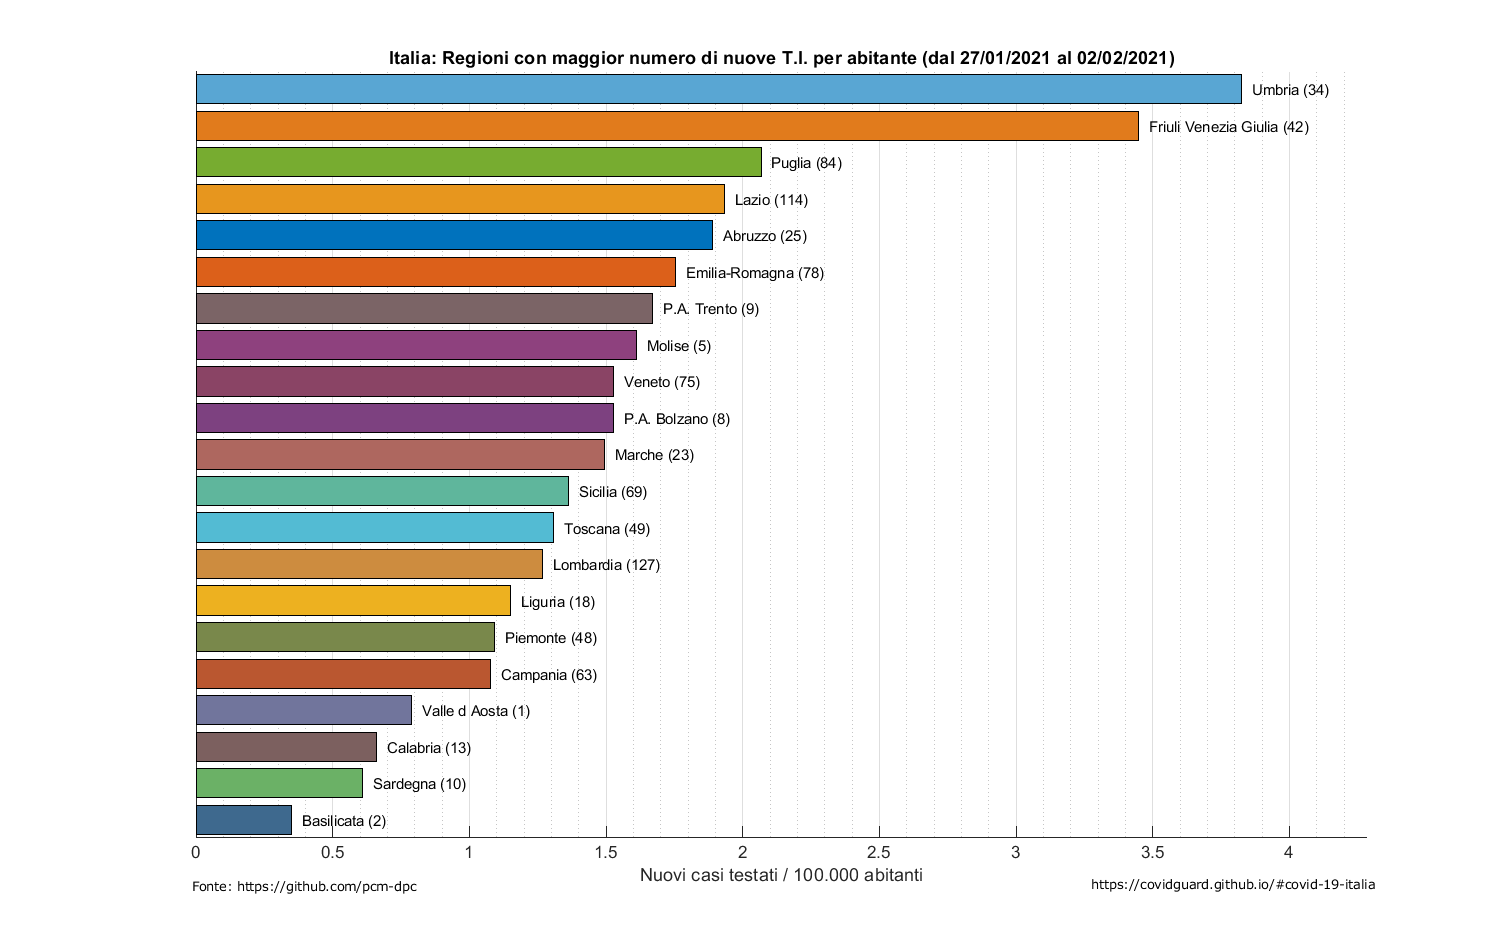 Italia: Regioni con maggior numero di nuove T.I. per abitante (dal 27/01/2021 al 02/02/2021)
Umbria (34)
Friuli Venezia Giulia (42)
Puglia (84)
Lazio (114)
Abruzzo (25)
Emilia-Romagna (78)
P.A. Trento (9)
Molise (5)
Veneto (75)
P.A. Bolzano (8)
Marche (23)
Sicilia (69)
Toscana (49)
Lombardia (127)
Liguria (18)
Piemonte (48)
Campania (63)
Valle d Aosta (1)
Calabria (13)
Sardegna (10)
Basilicata (2)
0 0.5 1 1.5 2 2.5 3 3.5 4
Nuovi casi testati / 100.000 abitanti
Fonte: https://github.com/pcm-dpc
https://covidguard.github.io/#covid-19-italia